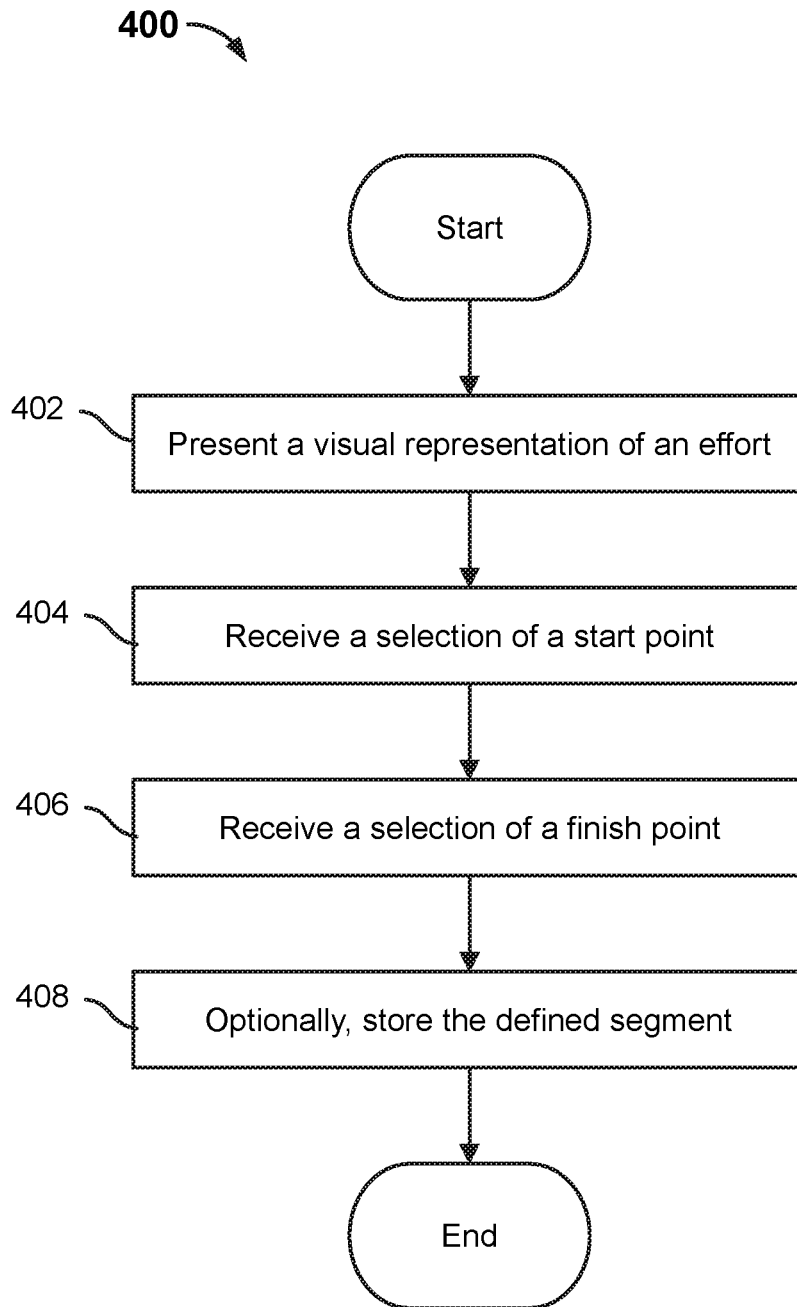 400
Start
402
Present a visual representation of an effort
404
Receive a selection of a start point
406
Receive a selection of a finish point
408
Optionally, store the defined segment
End